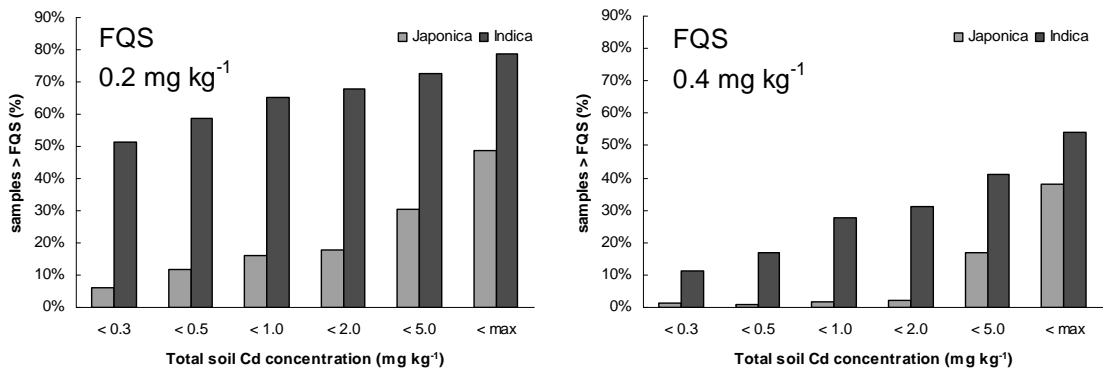 90%
80%
70%
60%
50%
40%
30%
20%
10%
0%
samples > FQS (%)
FQS
0.2 mg kg⁻¹
Japonica Indica
< 0.3 < 0.5 < 1.0 < 2.0 < 5.0 < max
Total soil Cd concentration (mg kg⁻¹)
90%
80%
70%
60%
50%
40%
30%
20%
10%
0%
samples > FQS (%)
FQS
0.4 mg kg⁻¹
Japonica Indica
< 0.3 < 0.5 < 1.0 < 2.0 < 5.0 < max
Total soil Cd concentration (mg kg⁻¹)